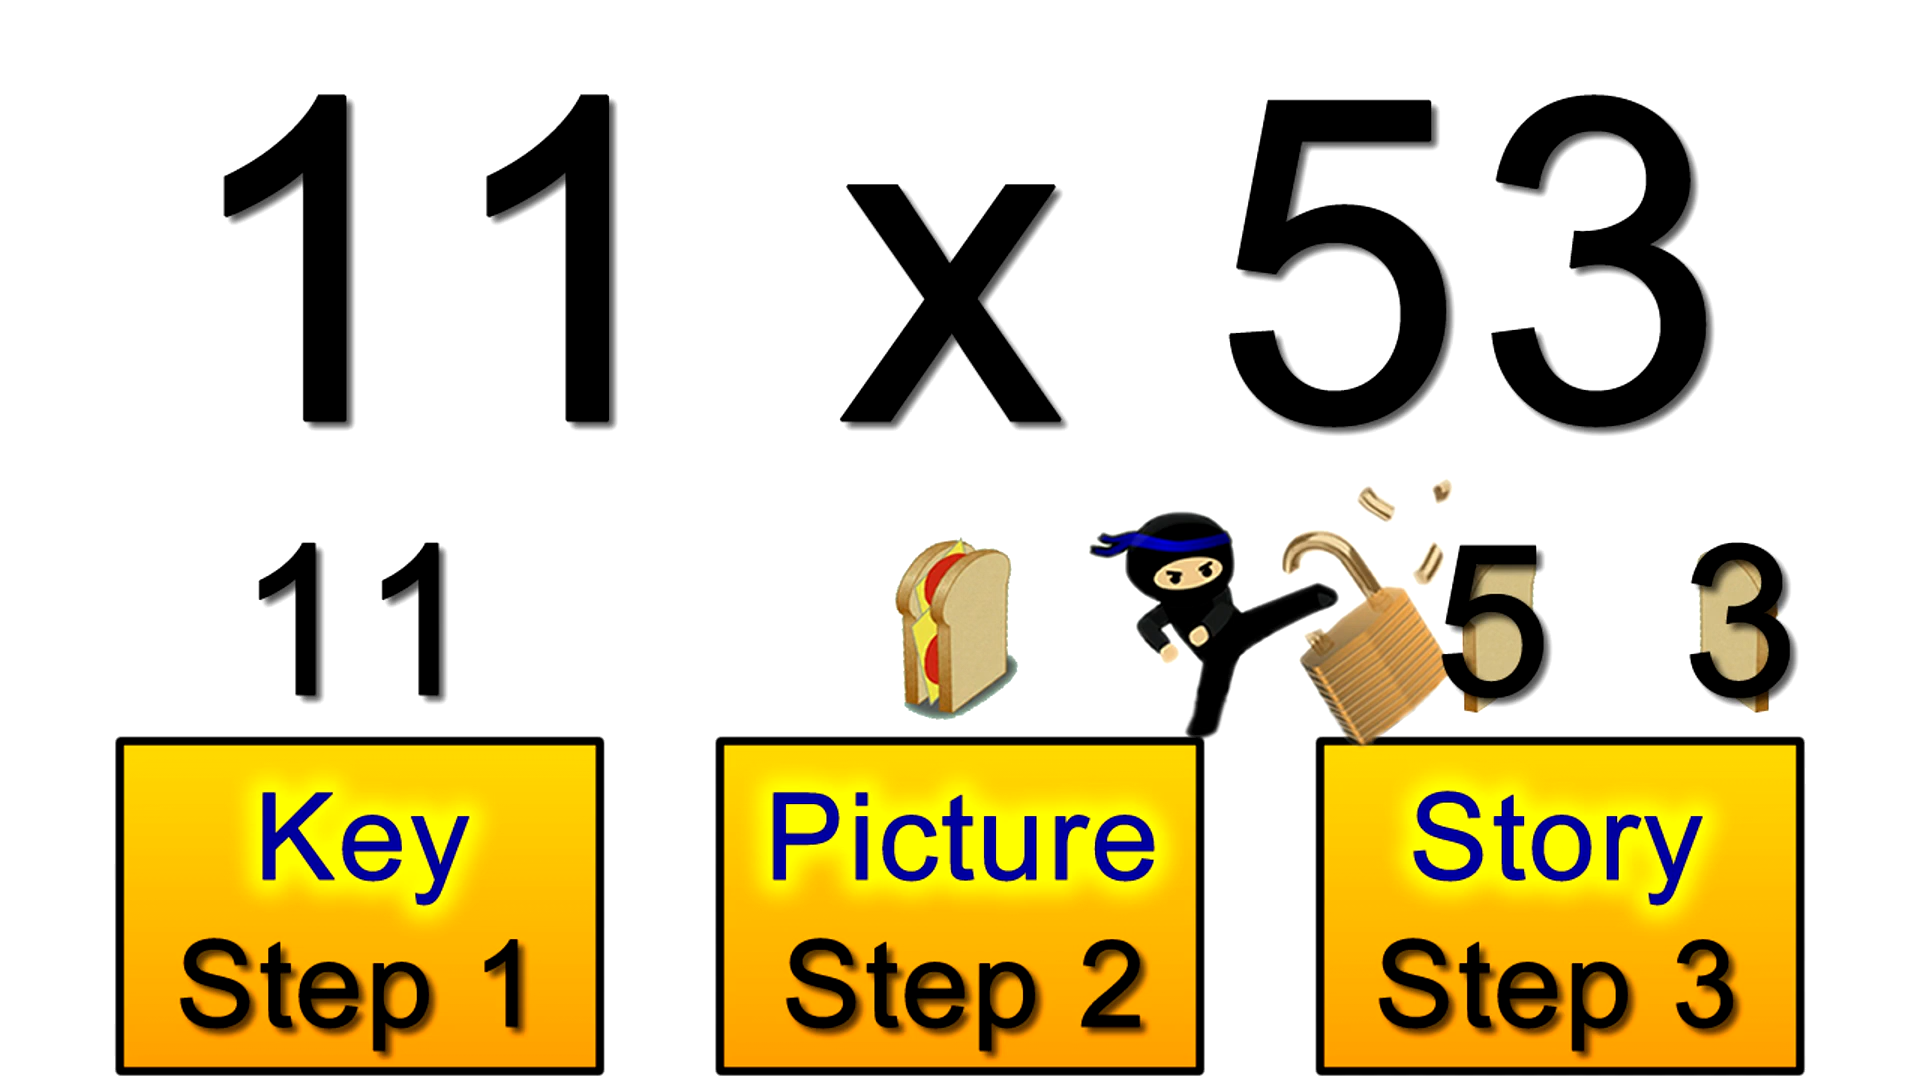 11 x 53
11
5 3
Key
Step 1
Picture
Step 2
Story
Step 3